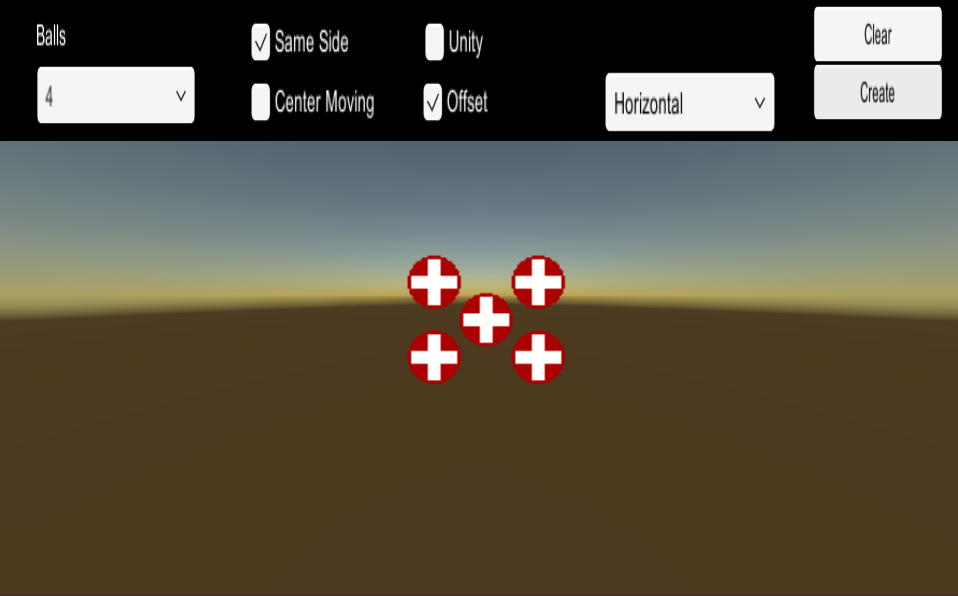 Balls
4
Same Side
Center Moving
Unity
Offset
Horizontal
Clear
Create